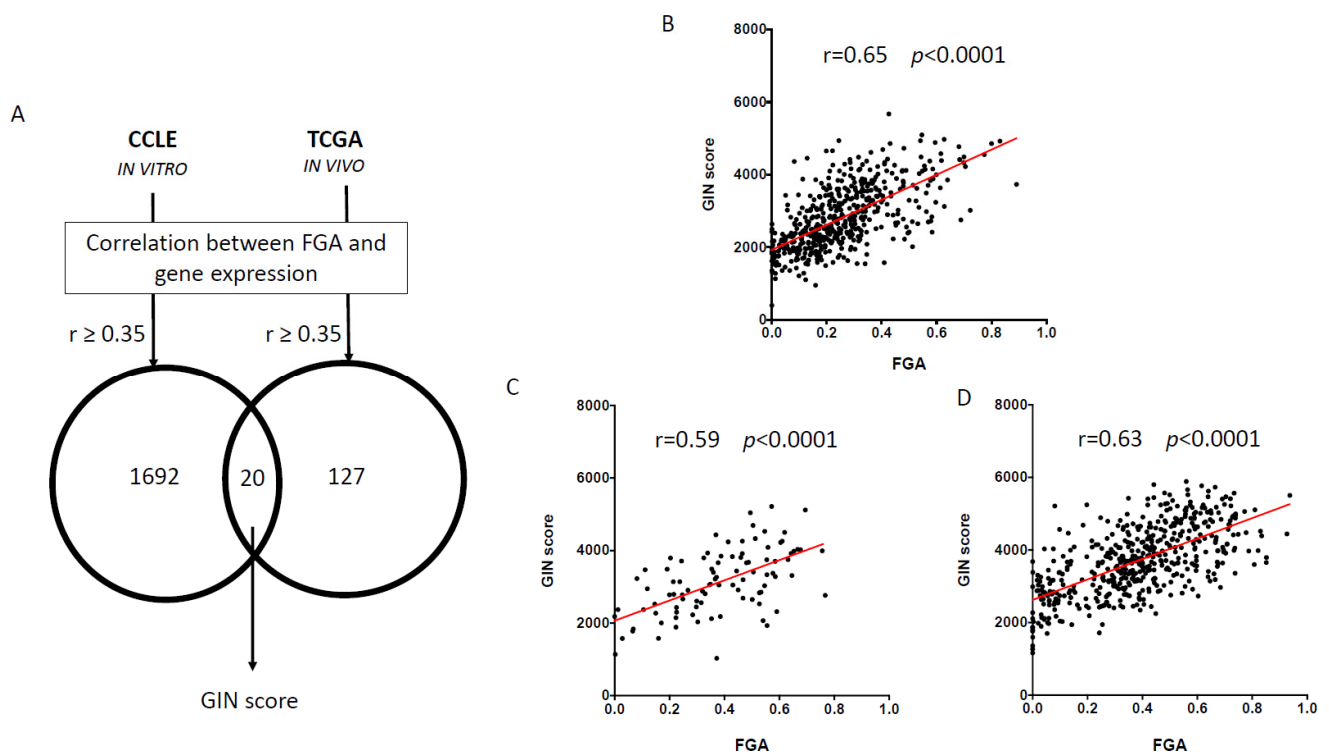 A
CCLE
IN VITRO
TCGA
IN VIVO
Correlation between FGA and
gene expression
r ≥ 0.35
r ≥ 0.35
1692
20
127
GIN score
B
r=0.65 p<0.0001
8000
6000
4000
2000
0
GIN score
0.0 0.2 0.4 0.6 0.8 1.0
FGA
C
r=0.59 p<0.0001
8000
6000
4000
2000
0
GIN score
0.0 0.2 0.4 0.6 0.8 1.0
FGA
D
r=0.63 p<0.0001
8000
6000
4000
2000
0
GIN score
0.0 0.2 0.4 0.6 0.8 1.0
FGA